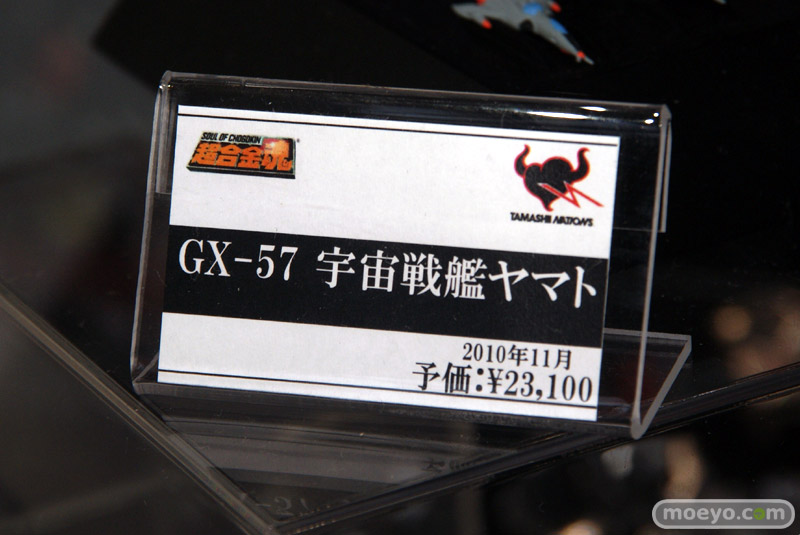 SOUL OF CHOGOKIN
超合金魂
TAMASHII NATIONS
GX-57 宇宙戦艦ヤマト
2010年11月
予価:¥23,100
moeyo.com